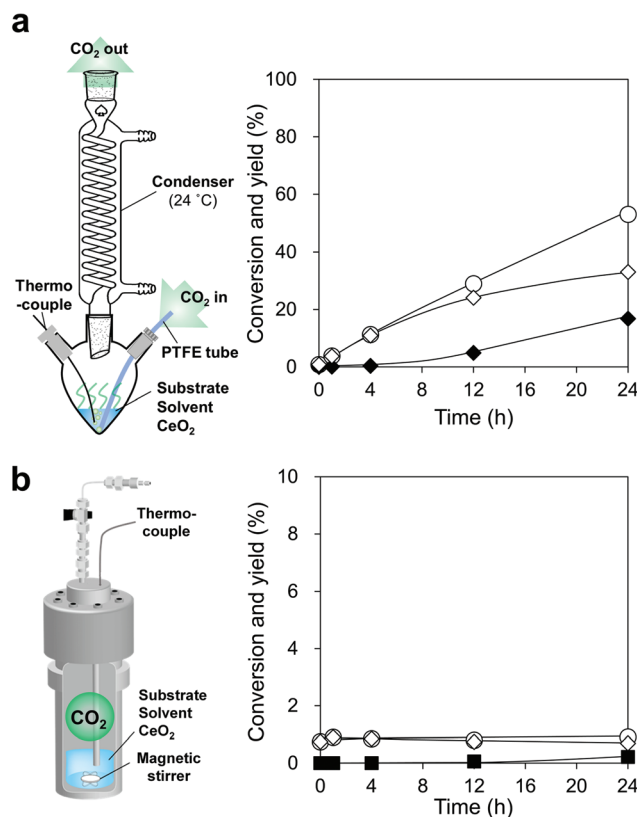 a
CO2 out
Condenser
(24 ˚C)
Thermo
-couple
CO2 in
PTFE tube
Substrate
Solvent
CeO2
Conversion and yield (%)
100
80
60
40
20
0
0 4 8 12 16 20 24
Time (h)
b
Thermo-
couple
CO2
Substrate
Solvent
CeO2
Magnetic
stirrer
Conversion and yield (%)
10
8
6
4
2
0
0 4 8 12 16 20 24
Time (h)